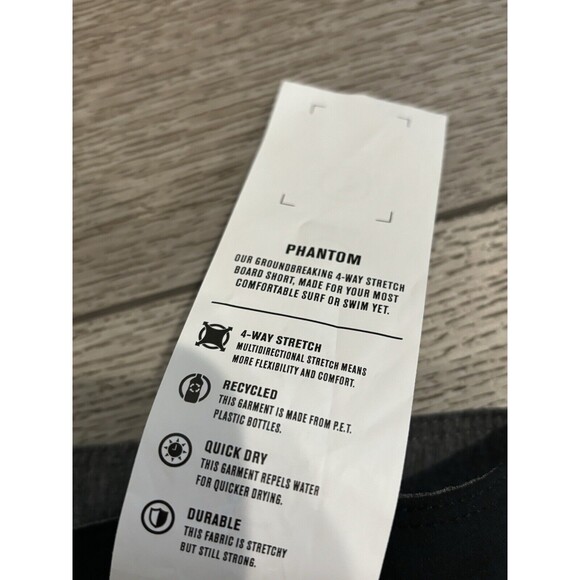 PHANTOM
OUR GROUNDBREAKING 4-WAY STRETCH
BOARD SHORT, MADE FOR YOUR MOST
COMFORTABLE SURF OR SWIM YET.
4-WAY STRETCH
MULTIDIRECTIONAL STRETCH MEANS
MORE FLEXIBILITY AND COMFORT.
RECYCLED
THIS GARMENT IS MADE FROM P.E.T.
PLASTIC BOTTLES.
QUICK DRY
THIS GARMENT REPELS WATER
FOR QUICKER DRYING.
DURABLE
THIS FABRIC IS STRETCHY
BUT STILL STRONG.